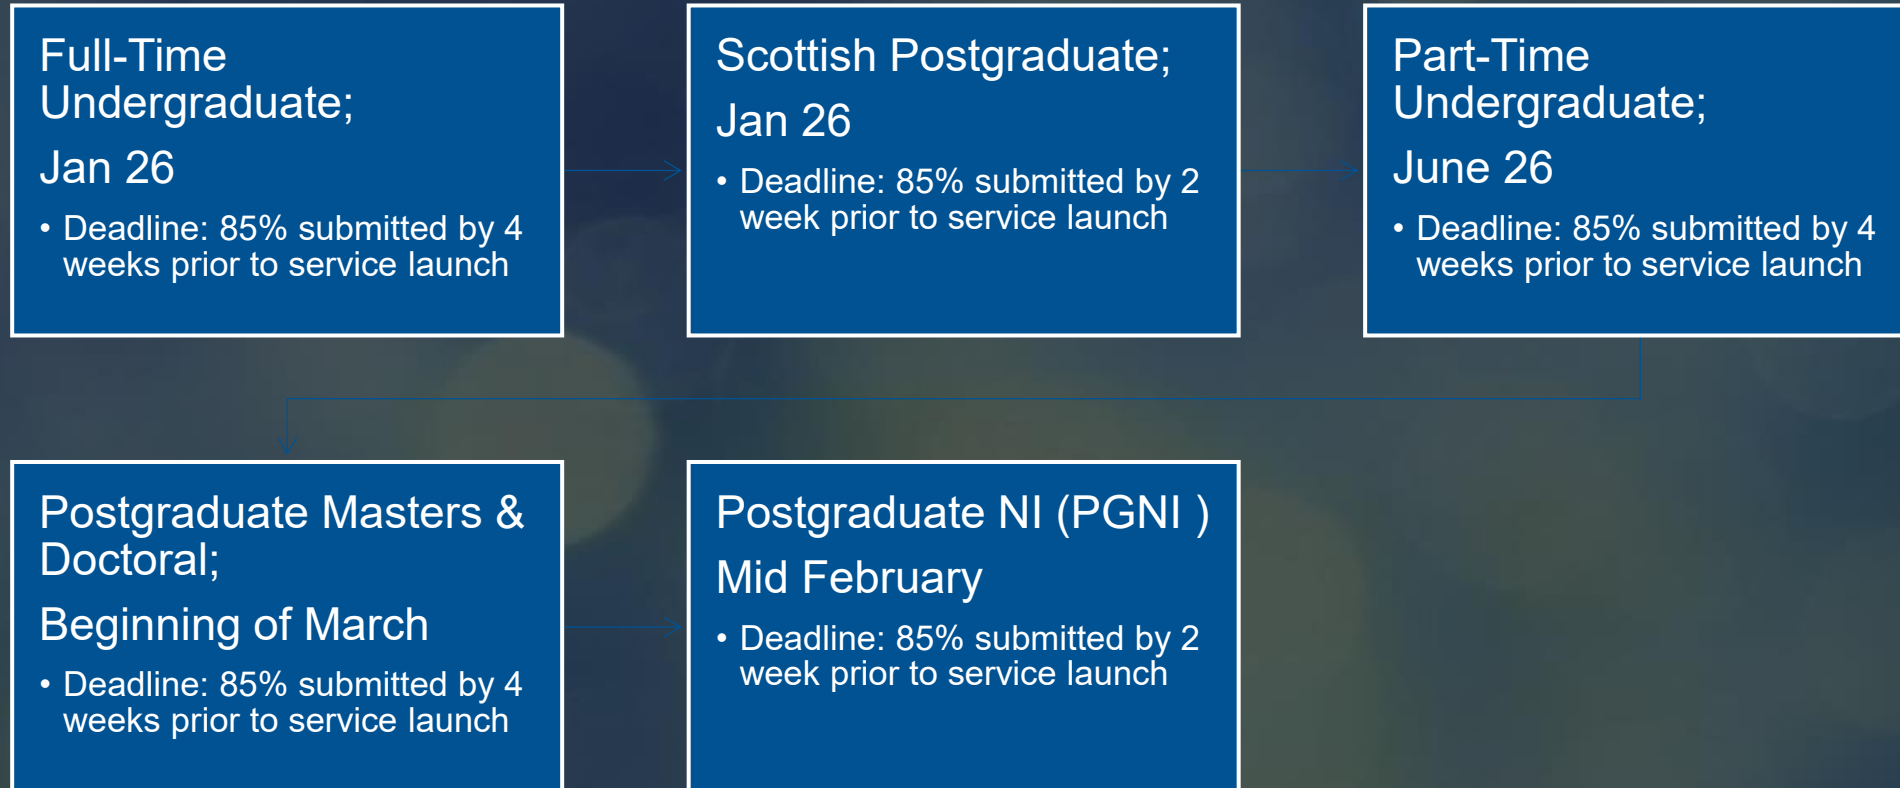 Full-Time
Undergraduate;
Jan 26
• Deadline: 85% submitted by 4
weeks prior to service launch
Scottish Postgraduate;
Jan 26
• Deadline: 85% submitted by 2
week prior to service launch
Part-Time
Undergraduate;
June 26
• Deadline: 85% submitted by 4
weeks prior to service launch
Postgraduate Masters &
Doctoral;
Beginning of March
• Deadline: 85% submitted by 4
weeks prior to service launch
Postgraduate NI (PGNI )
Mid February
• Deadline: 85% submitted by 2
week prior to service launch